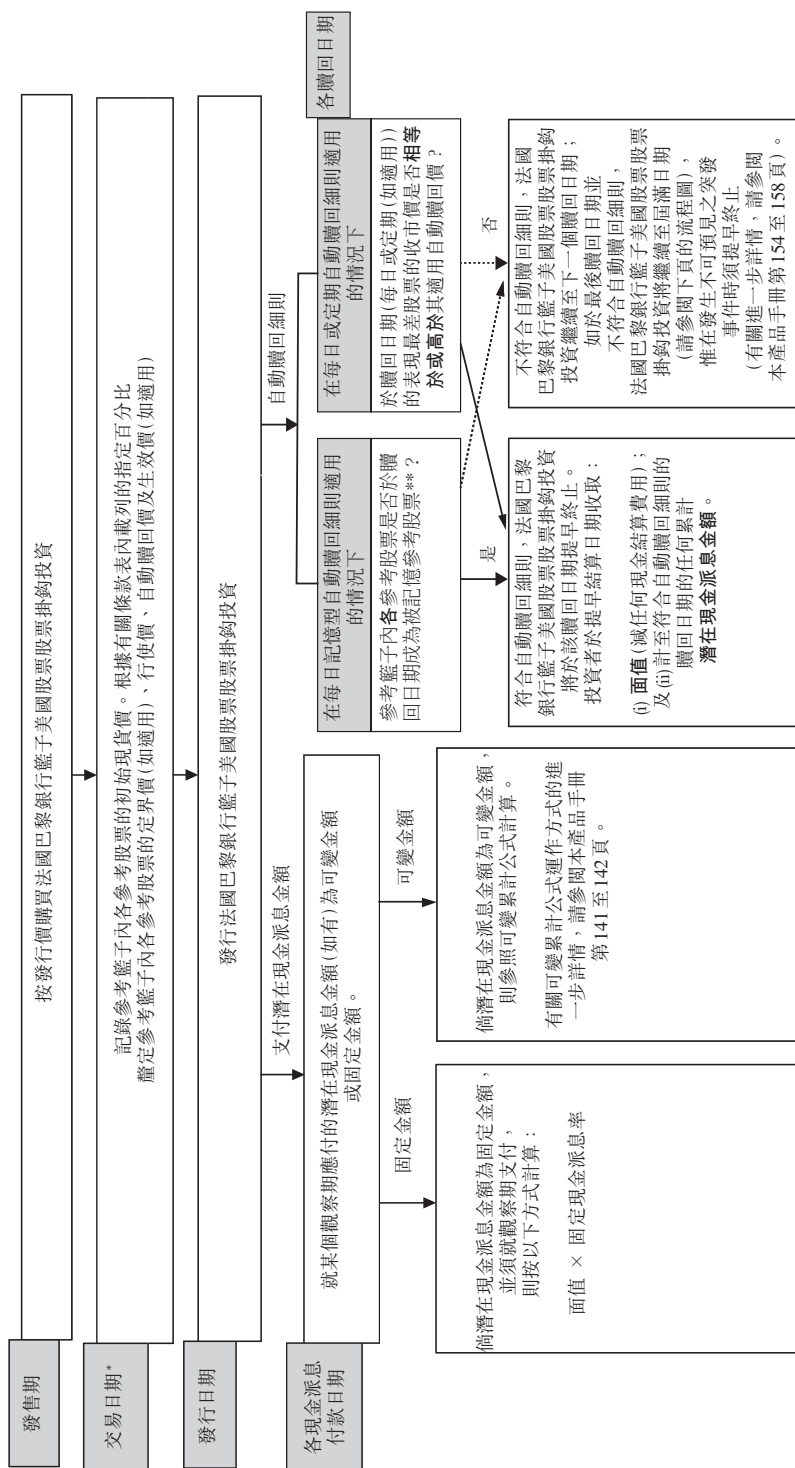 發售期
按發行價購買法國巴黎銀行籃子美國股票股票掛鈎投資
交易日期*
記錄參考籃子內各參考股票的初始現貨價。根據有關條款表內載列的指定百分比
釐定參考籃子內各參考股票的定界價(如適用)、行使價、自動贖回價及生效價(如適用)
發行日期
發行法國巴黎銀行籃子美國股票股票掛鈎投資
支付潛在現金派息金額
自動贖回細則
各現金派息
付款日期
就某個觀察期應付的潛在現金派息金額(如有)為可變金額
或固定金額。
固定金額
可變金額
倘潛在現金派息金額為固定金額，
並須就觀察期支付，
則按以下方式計算：
面值 × 固定現金派息率
倘潛在現金派息金額為可變金額，
則參照可變累計公式計算。
有關可變累計公式運作方式的進
一步詳情，請參閱本產品手冊
第141至142頁。
在每日記憶型自動贖回細則適用
的情況下
參考籃子內各參考股票是否於贖
回日期成為被記憶參考股票**？
在每日或定期自動贖回細則適用
的情況下
於贖回日期(每日或定期(如適用))
的表現最差股票的收市價是否相等
於或高於其適用自動贖回價？
各贖回日期
是
否
符合自動贖回細則，法國巴黎
銀行籃子美國股票股票掛鈎投資
將於該贖回日期提早終止。
投資者於提早結算日期收取：
(i) 面值(減任何現金結算費用)；
及(ii)計至符合自動贖回細則的
贖回日期的任何累計
潛在現金派息金額。
不符合自動贖回細則，法國
巴黎銀行籃子美國股票股票掛鈎
投資繼續至下一個贖回日期；
如於最後贖回日期並
不符合自動贖回細則，
法國巴黎銀行籃子美國股票股票
掛鈎投資將繼續至屆滿日期
(請參閱下頁的流程圖)，
惟在發生不可預見之突發
事件時須提早終止
(有關進一步詳情，請參閱
本產品手冊第154至158頁)。